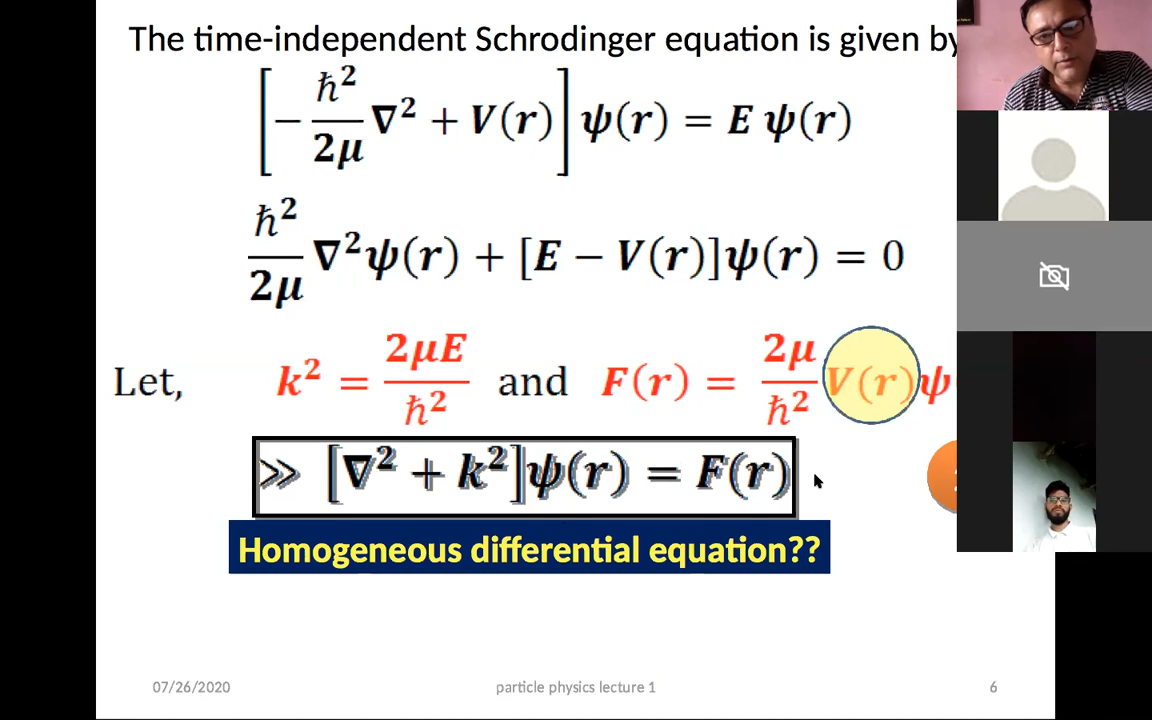 The time-independent Schrodinger equation is given by
[−ℏ²/2μ ∇² + V(r)] ψ(r) = E ψ(r)
ℏ²/2μ ∇²ψ(r) + [E − V(r)]ψ(r) = 0
Let, k² = 2μE/ℏ² and F(r) = 2μ/ℏ² V(r)ψ
≫ [∇² + k²]ψ(r) = F(r)
Homogeneous differential equation??
07/26/2020 particle physics lecture 1 6